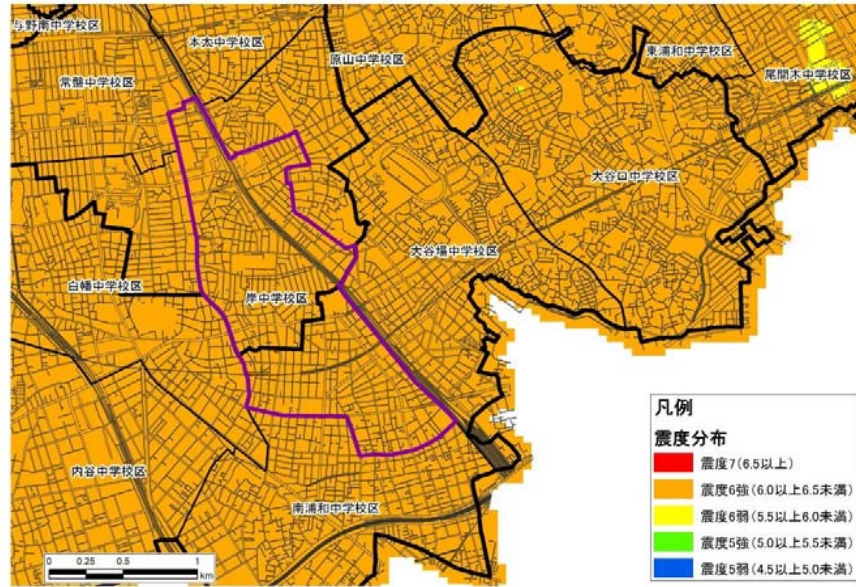 与野南中学校区
本太中学校区
原山中学校区
東浦和中学校区
常盤中学校区
尾間木中学校区
大谷口中学校区
大谷場中学校区
白幡中学校区
岸中学校区
内谷中学校区
南浦和中学校区
凡例
震度分布
震度7(6.5以上)
震度6強(6.0以上6.5未満)
震度6弱(5.5以上6.0未満)
震度5強(5.0以上5.5未満)
震度5弱(4.5以上5.0未満)
0 0.25 0.5 1
km